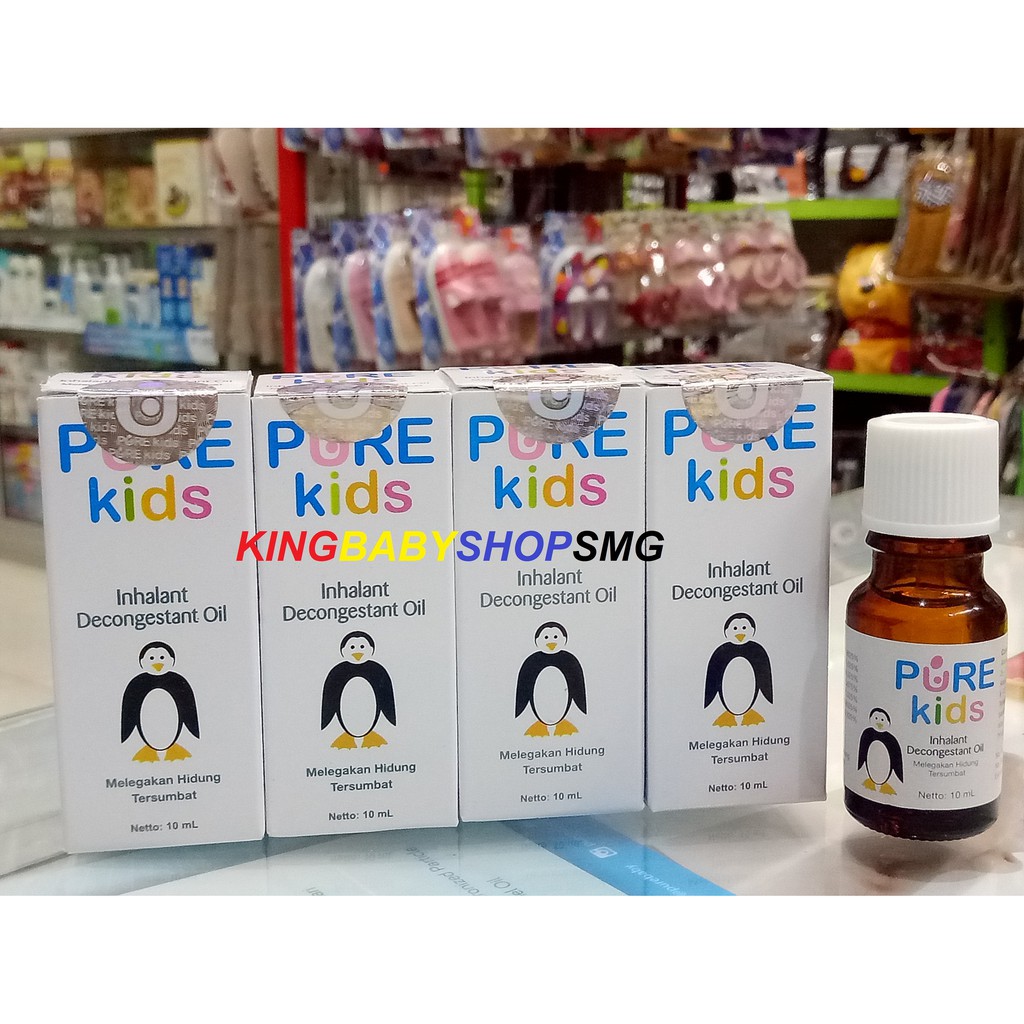 PURE
kids
Inhalant
Decongestant Oil
Melegakan Hidung
Tersumbat
Netto: 10 mL
PURE
kids
Inhalant
Decongestant Oil
Melegakan Hidung
Tersumbat
Netto: 10 mL
PURE
kids
Inhalant
Decongestant Oil
Melegakan Hidung
Tersumbat
Netto: 10 mL
PURE
kids
Inhalant
Decongestant Oil
Melegakan Hidung
Tersumbat
Netto: 10 mL
KINGBABYSHOPSMG
PURE
kids
Inhalant
Decongestant Oil
Melegakan Hidung
Tersumbat
Netto: 10 mL
PURE kids